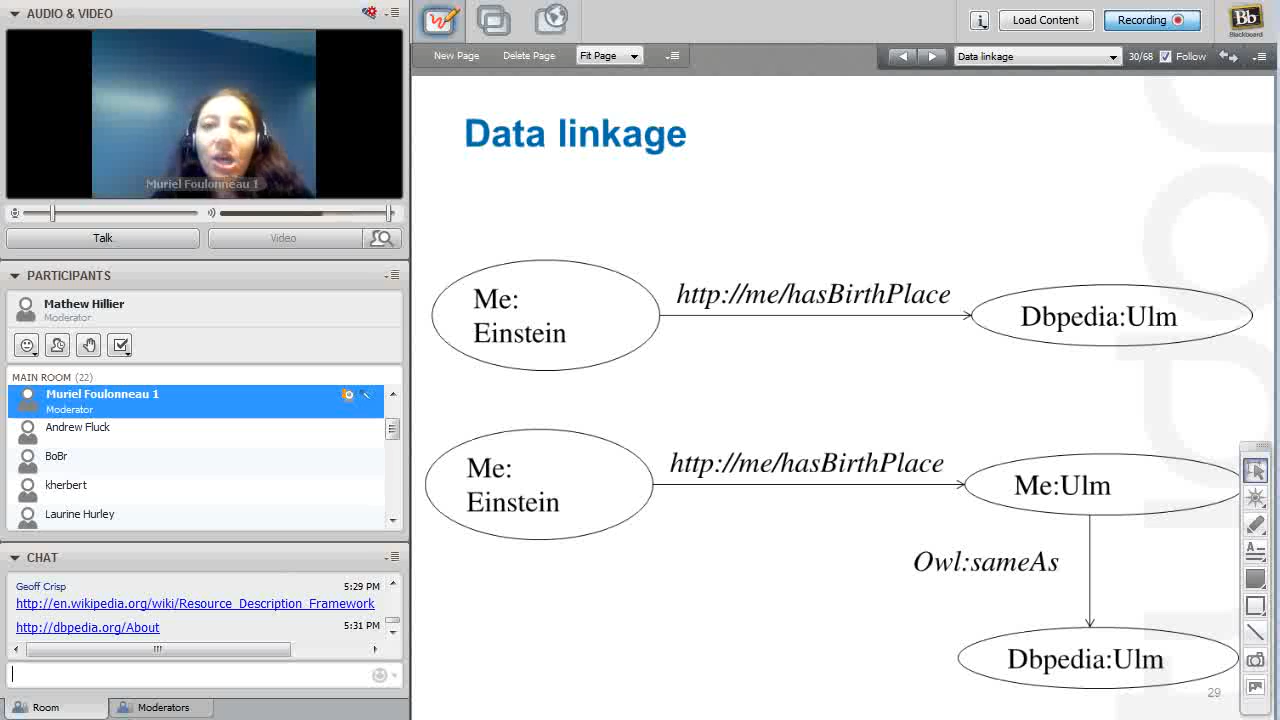 AUDIO & VIDEO
Muriel Foulonneau 1
Talk
Video
PARTICIPANTS
Mathew Hillier
Moderator
MAIN ROOM (22)
Muriel Foulonneau 1
Moderator
Andrew Fluck
BoBr
kherbert
Laurine Hurley
CHAT
Geoff Crisp 5:29 PM
http://en.wikipedia.org/wiki/Resource_Description_Framework
http://dbpedia.org/About 5:31 PM
Room
Moderators
Load Content
Recording
Bb
Blackboard
New Page
Delete Page
Fit Page
Data linkage
30/68
Follow
Data linkage
Me:
Einstein
http://me/hasBirthPlace
Dbpedia:Ulm
Me:
Einstein
http://me/hasBirthPlace
Me:Ulm
Owl:sameAs
Dbpedia:Ulm
29